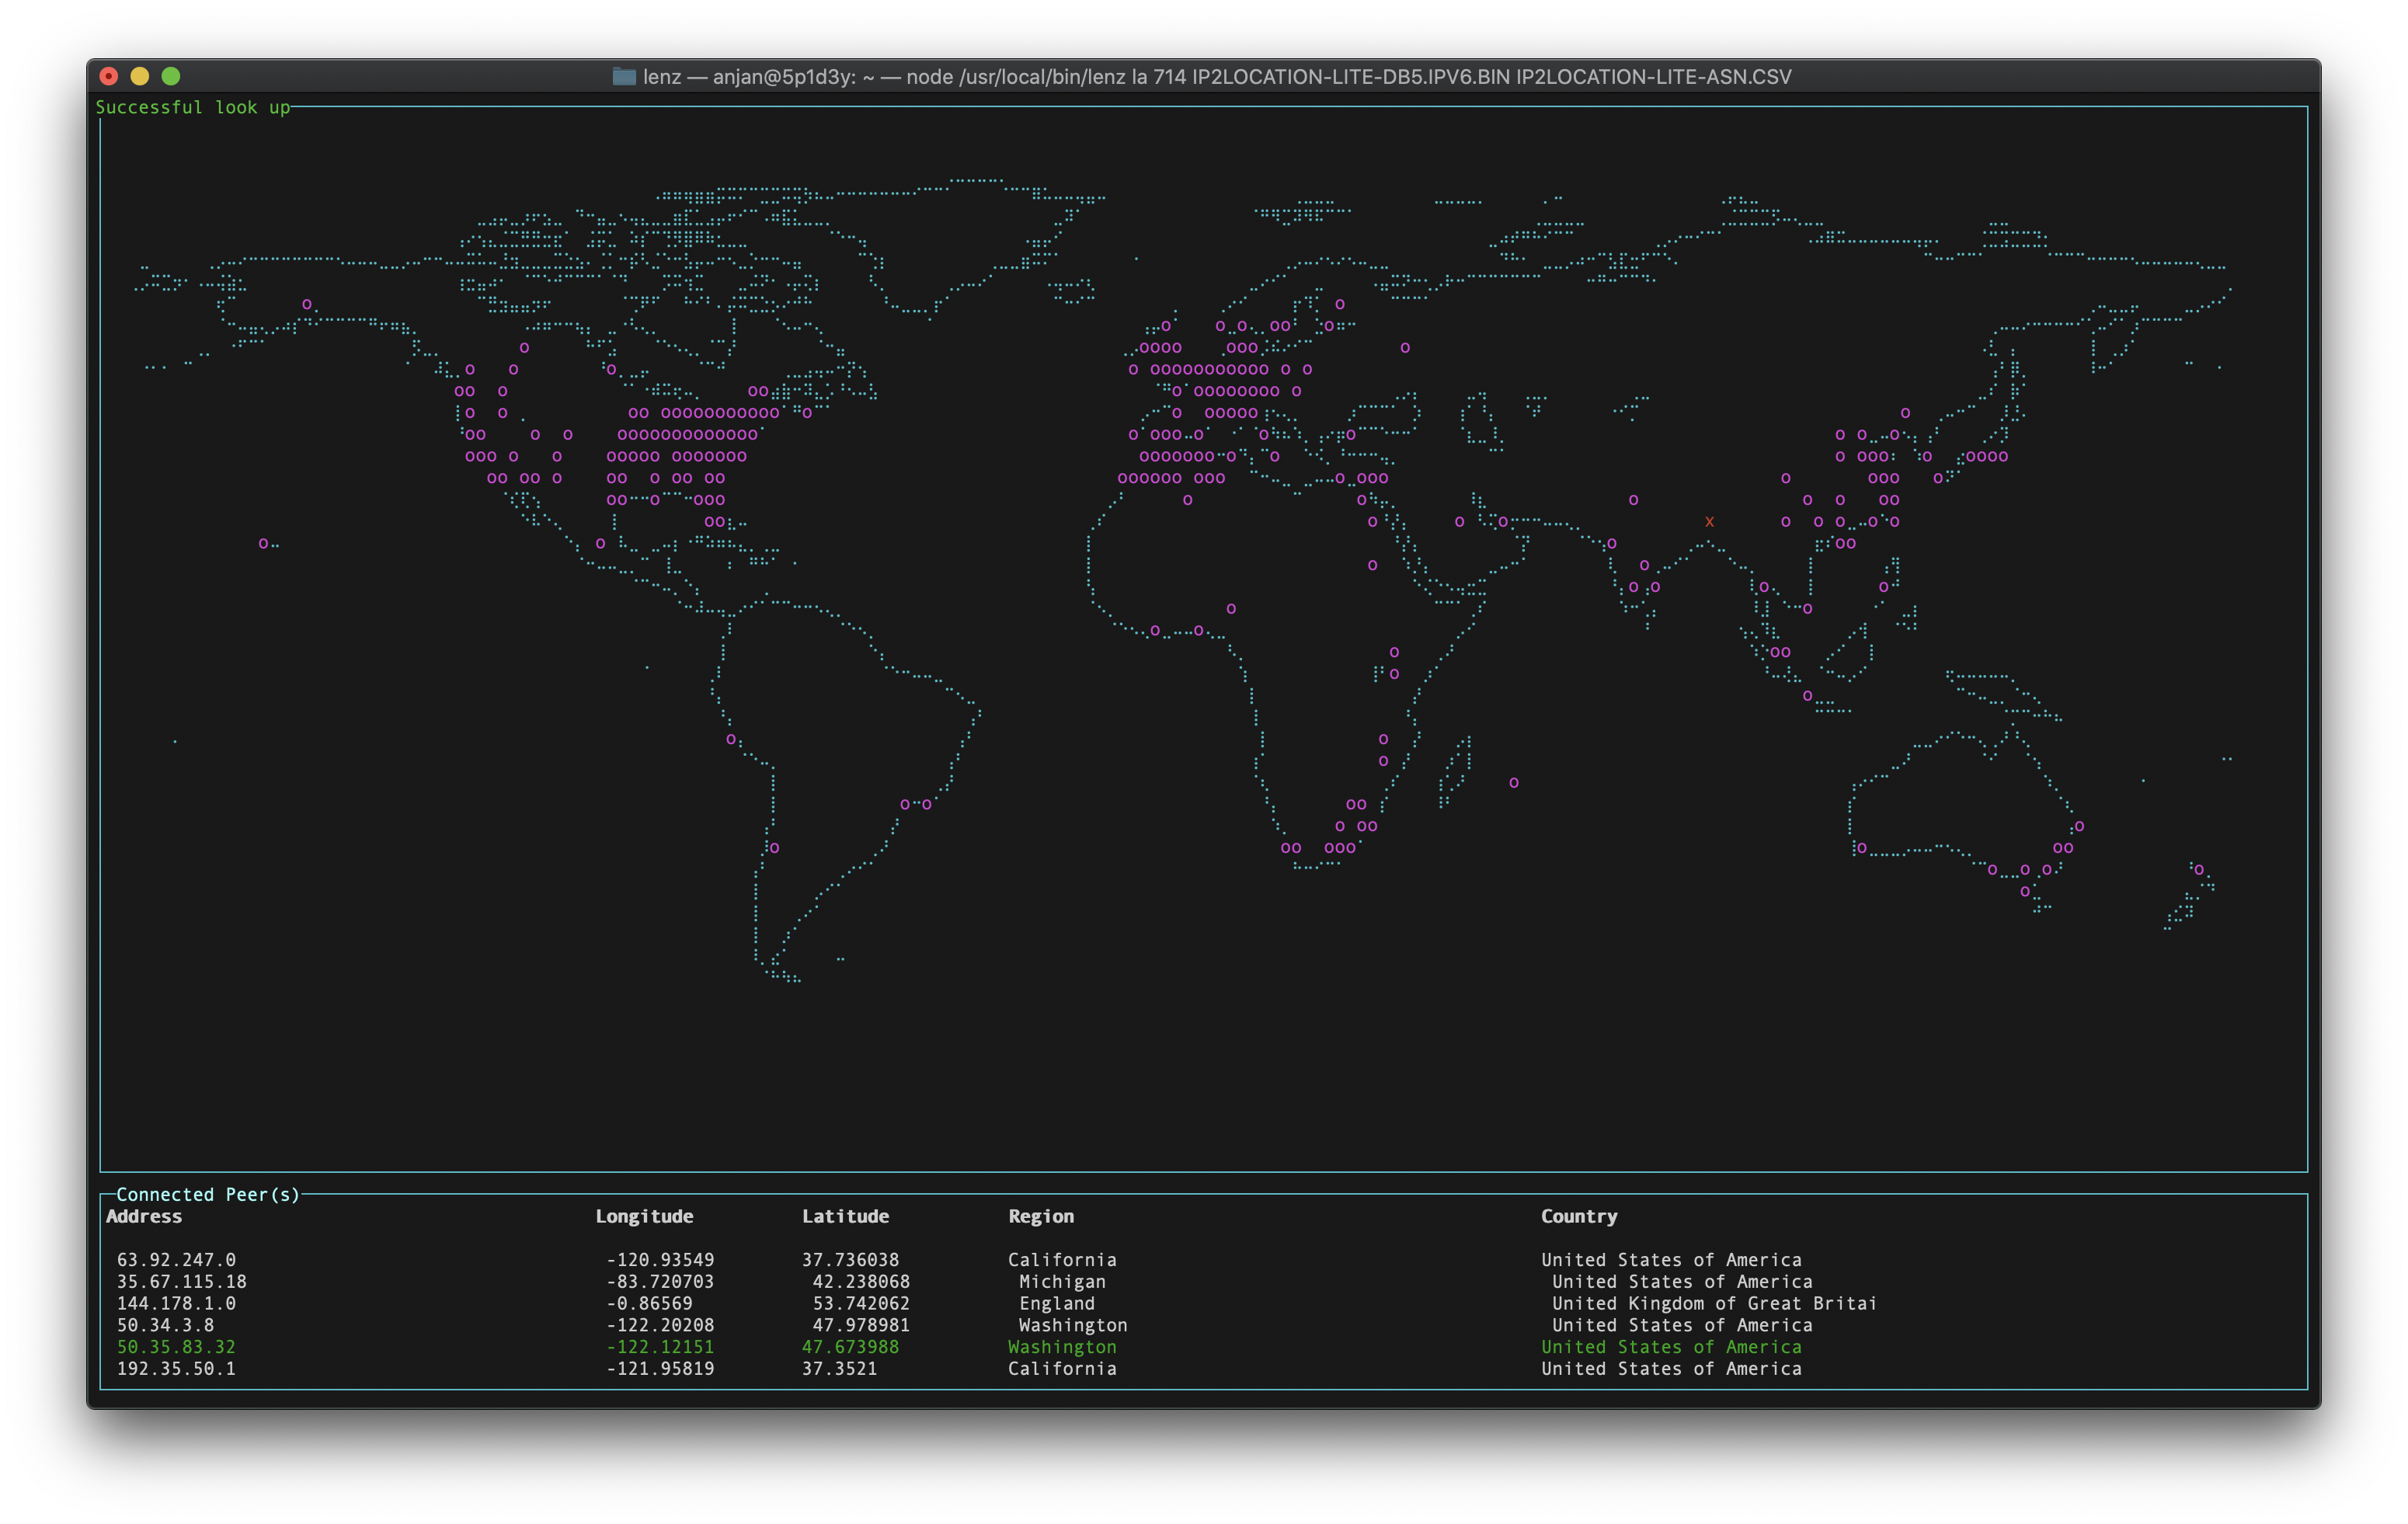 lenz — anjan@5p1d3y: ~ — node /usr/local/bin/lenz la 714 IP2LOCATION-LITE-DB5.IPV6.BIN IP2LOCATION-LITE-ASN.CSV
Successful look up
Connected Peer(s)
Address Longitude Latitude Region Country
63.92.247.0 -120.93549 37.736038 California United States of America
35.67.115.18 -83.720703 42.238068 Michigan United States of America
144.178.1.0 -0.86569 53.742062 England United Kingdom of Great Britai
50.34.3.8 -122.20208 47.978981 Washington United States of America
50.35.83.32 -122.12151 47.673988 Washington United States of America
192.35.50.1 -121.95819 37.3521 California United States of America